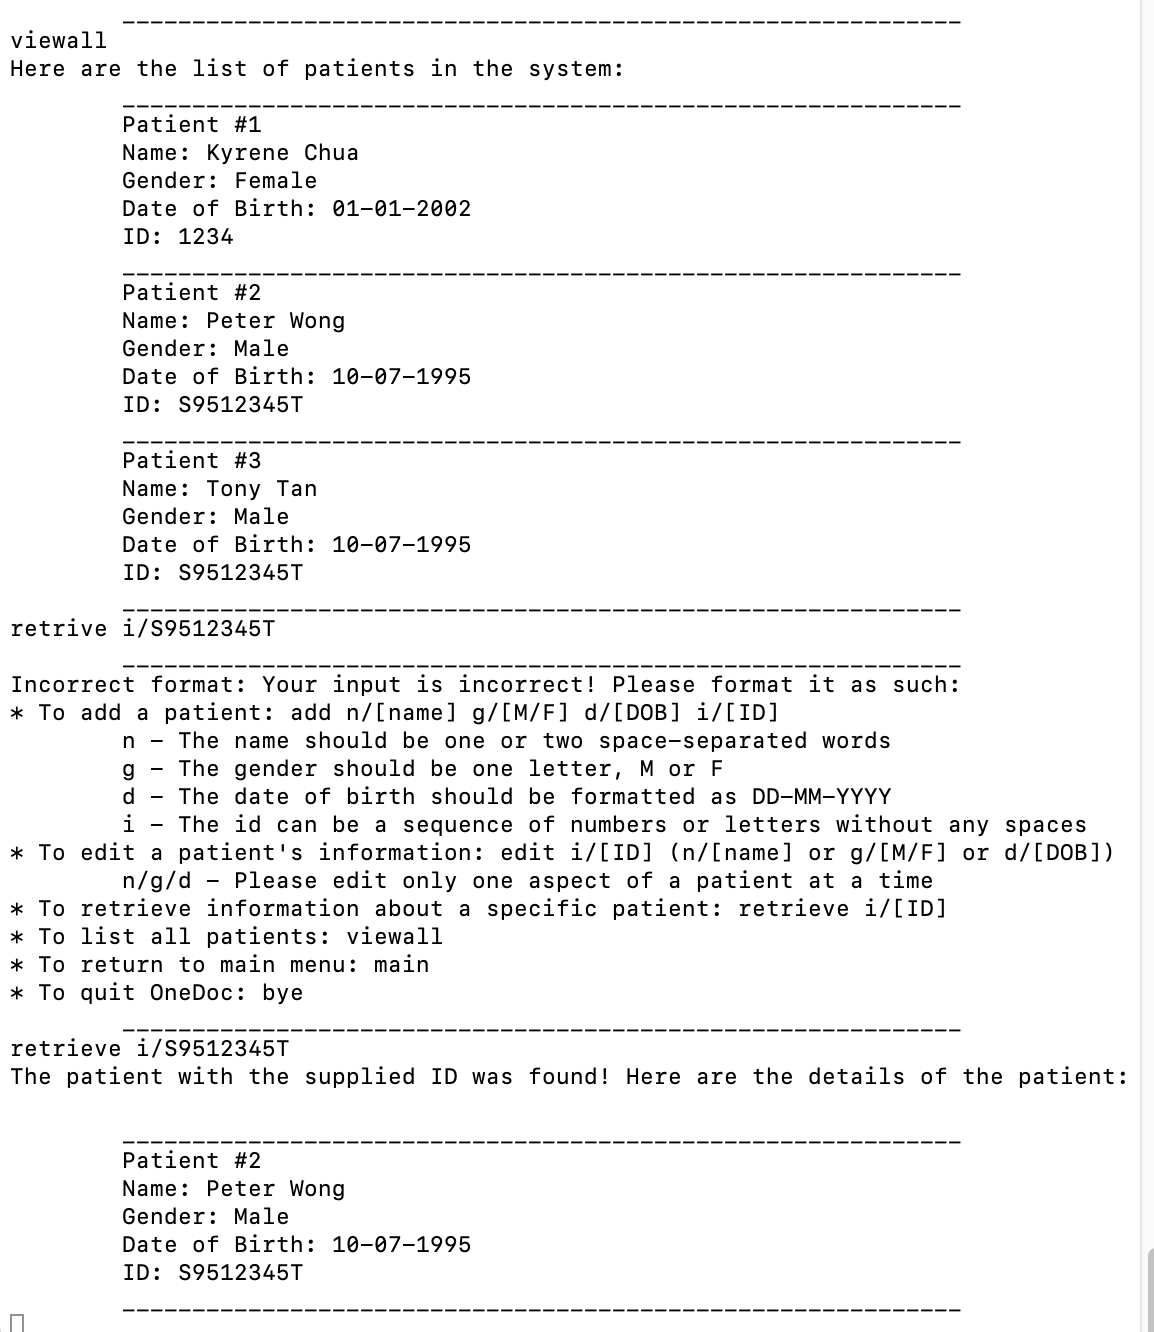 ____________________________________________________________
viewall
Here are the list of patients in the system:
____________________________________________________________
Patient #1
Name: Kyrene Chua
Gender: Female
Date of Birth: 01-01-2002
ID: 1234
____________________________________________________________
Patient #2
Name: Peter Wong
Gender: Male
Date of Birth: 10-07-1995
ID: S9512345T
____________________________________________________________
Patient #3
Name: Tony Tan
Gender: Male
Date of Birth: 10-07-1995
ID: S9512345T
____________________________________________________________
retrive i/S9512345T
____________________________________________________________
Incorrect format: Your input is incorrect! Please format it as such:
* To add a patient: add n/[name] g/[M/F] d/[DOB] i/[ID]
n - The name should be one or two space-separated words
g - The gender should be one letter, M or F
d - The date of birth should be formatted as DD-MM-YYYY
i - The id can be a sequence of numbers or letters without any spaces
* To edit a patient's information: edit i/[ID] (n/[name] or g/[M/F] or d/[DOB])
n/g/d - Please edit only one aspect of a patient at a time
* To retrieve information about a specific patient: retrieve i/[ID]
* To list all patients: viewall
* To return to main menu: main
* To quit OneDoc: bye
____________________________________________________________
retrieve i/S9512345T
The patient with the supplied ID was found! Here are the details of the patient:
____________________________________________________________
Patient #2
Name: Peter Wong
Gender: Male
Date of Birth: 10-07-1995
ID: S9512345T
____________________________________________________________